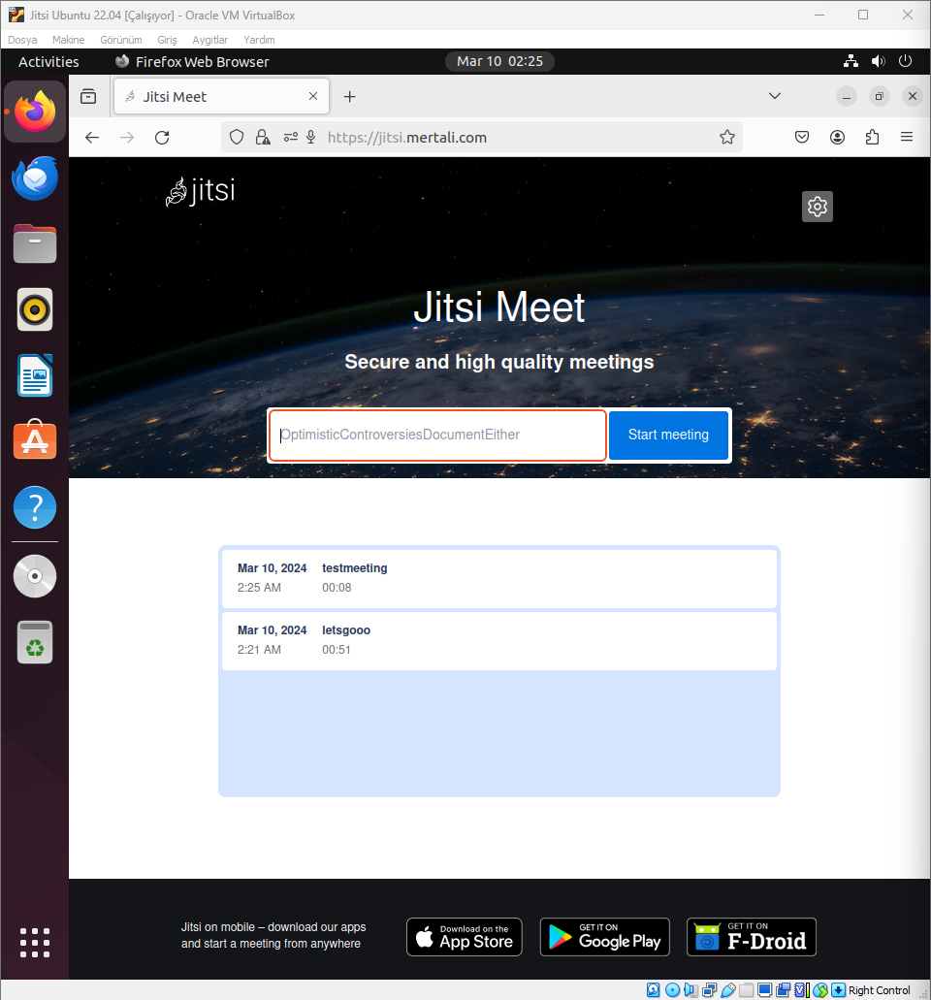 Jitsi Ubuntu 22.04 [Çalışıyor] - Oracle VM VirtualBox
Dosya Makine Görünüm Giriş Aygıtlar Yardım
Activities Firefox Web Browser Mar 10 02:25
Jitsi Meet
https://jitsi.mertali.com
jitsi
Jitsi Meet
Secure and high quality meetings
OptimisticControversiesDocumentEither Start meeting
Mar 10, 2024 testmeeting
2:25 AM 00:08
Mar 10, 2024 letsgooo
2:21 AM 00:51
Jitsi on mobile – download our apps
and start a meeting from anywhere
Download on the
App Store
GET IT ON
Google Play
GET IT ON
F-Droid
Right Control